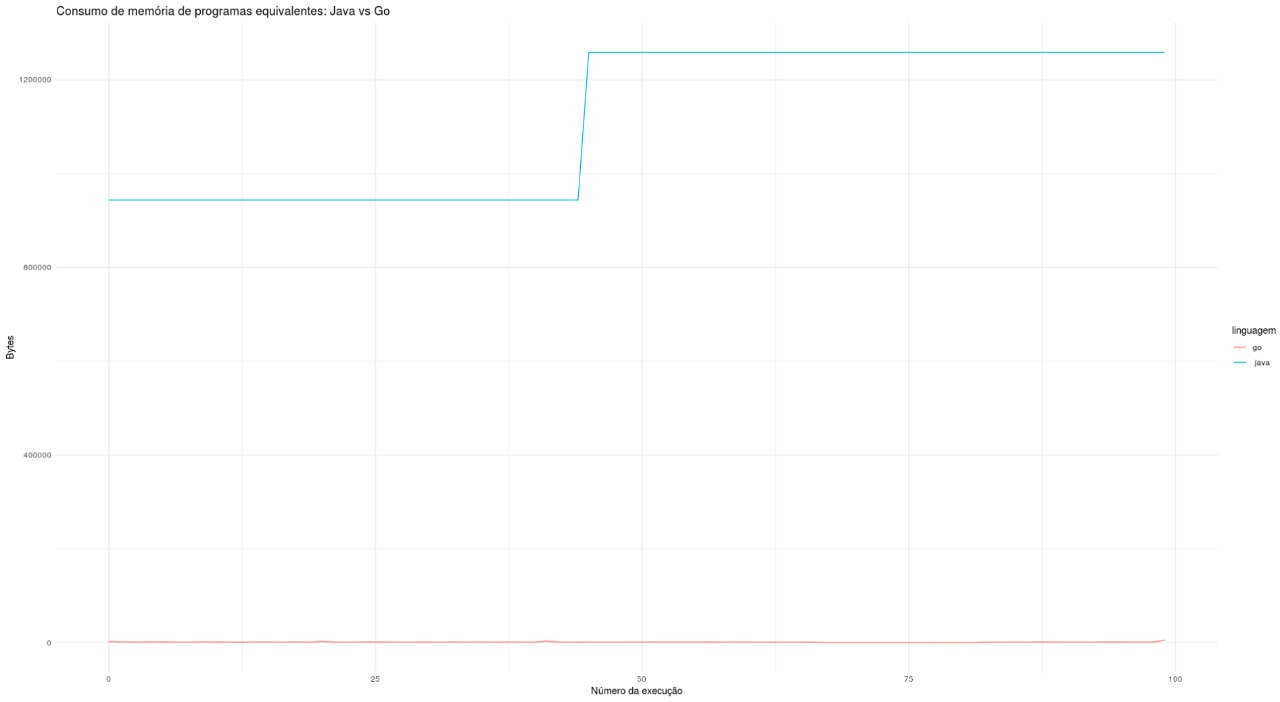 Consumo de memória de programas equivalentes: Java vs Go
1200000
800000
400000
0
Bytes
0 25 50 75 100
Número da execução
linguagem
go
java